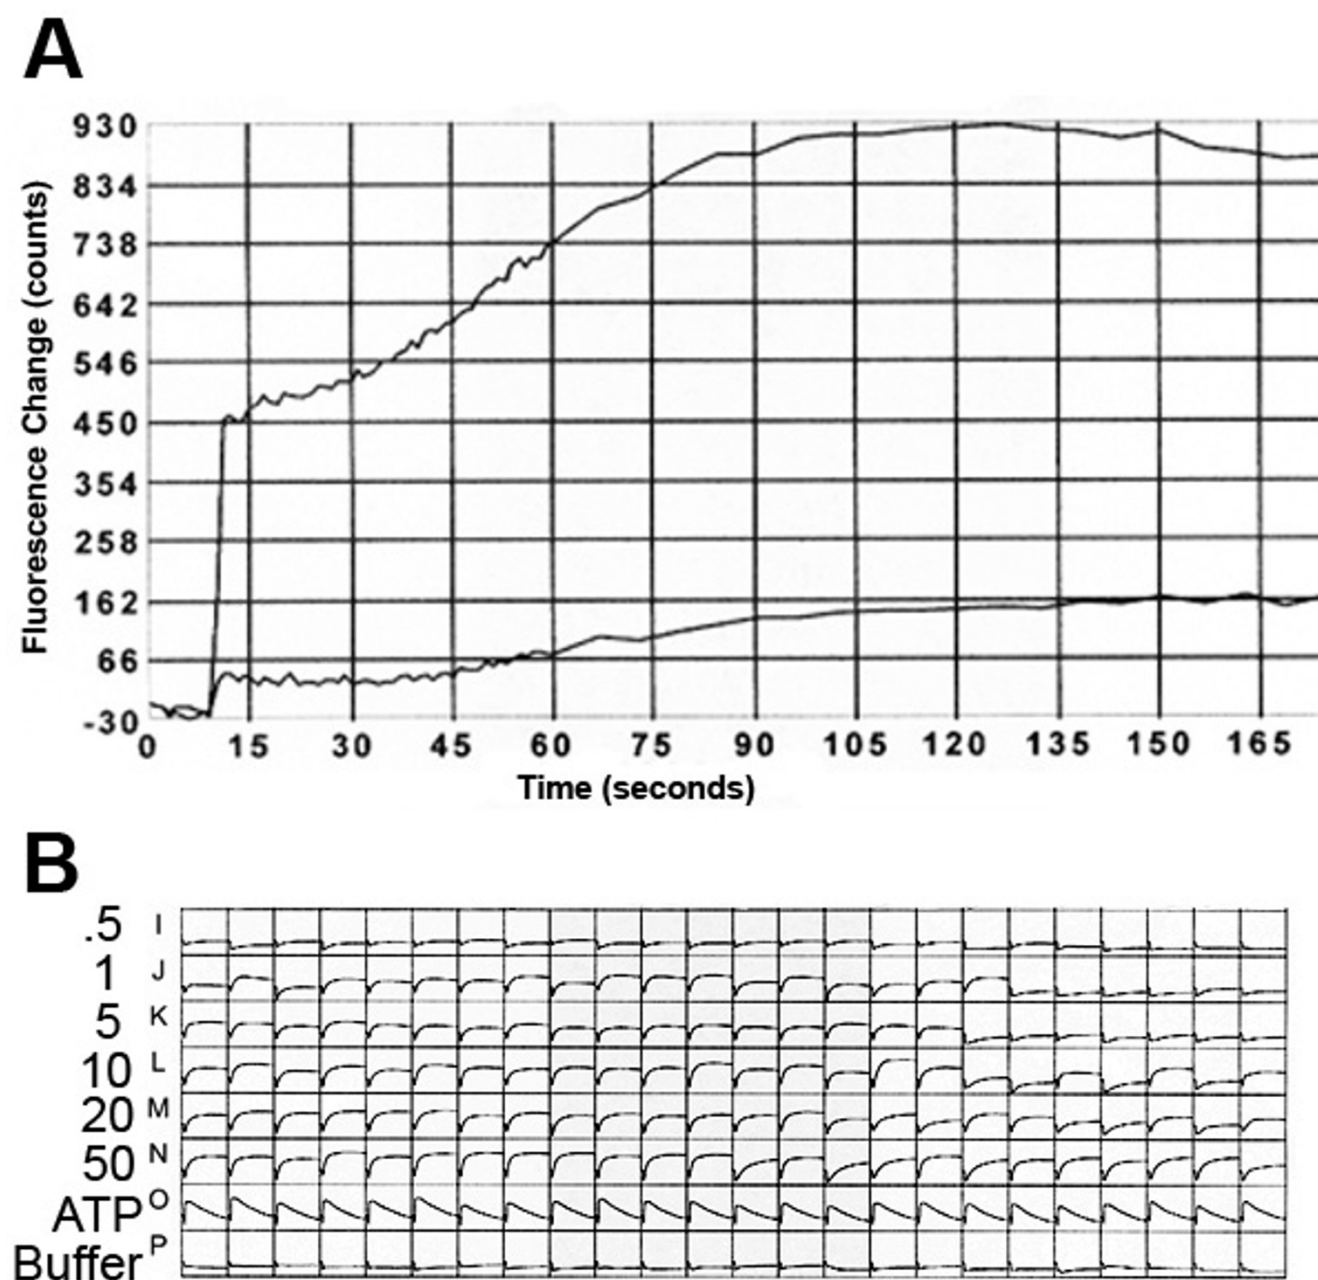 A
Fluorescence Change (counts)
930
834
738
642
546
450
354
258
162
66
-30
0 15 30 45 60 75 90 105 120 135 150 165
Time (seconds)
B
.5 I
1 J
5 K
10 L
20 M
50 N
ATP O
Buffer P